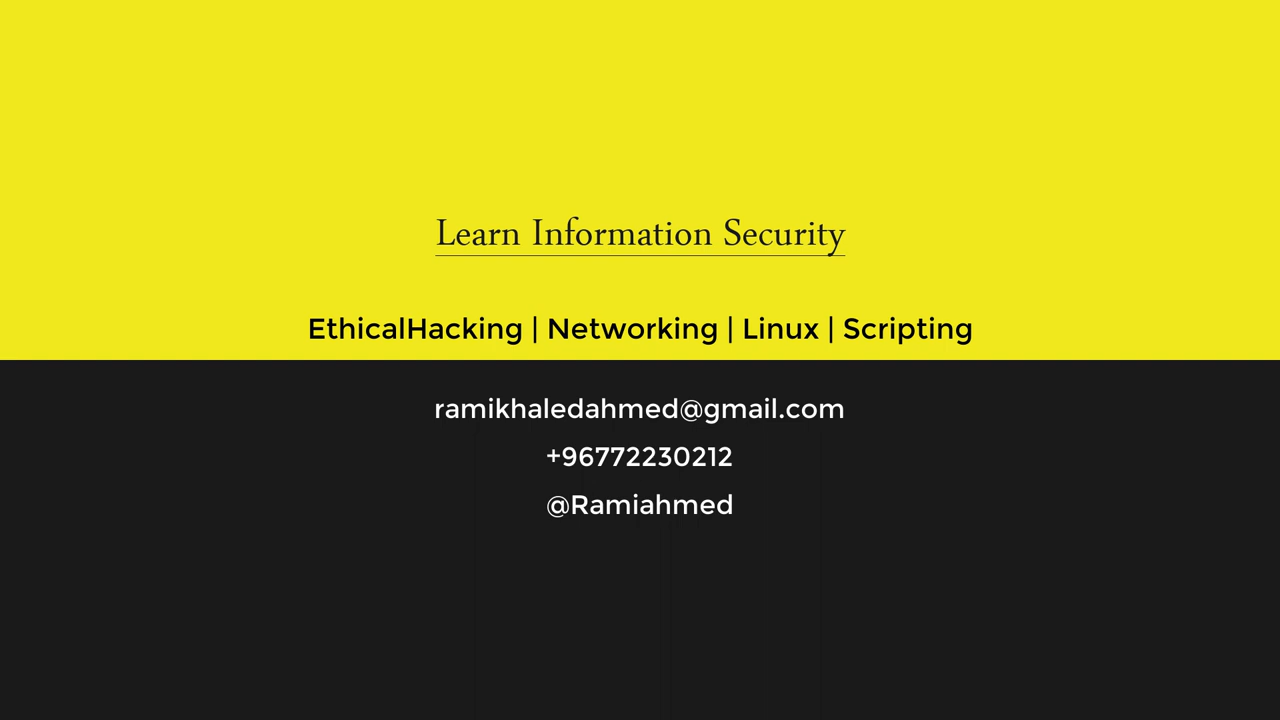 Learn Information Security
EthicalHacking | Networking | Linux | Scripting
ramikhaledahmed@gmail.com
+96772230212
@Ramiahmed